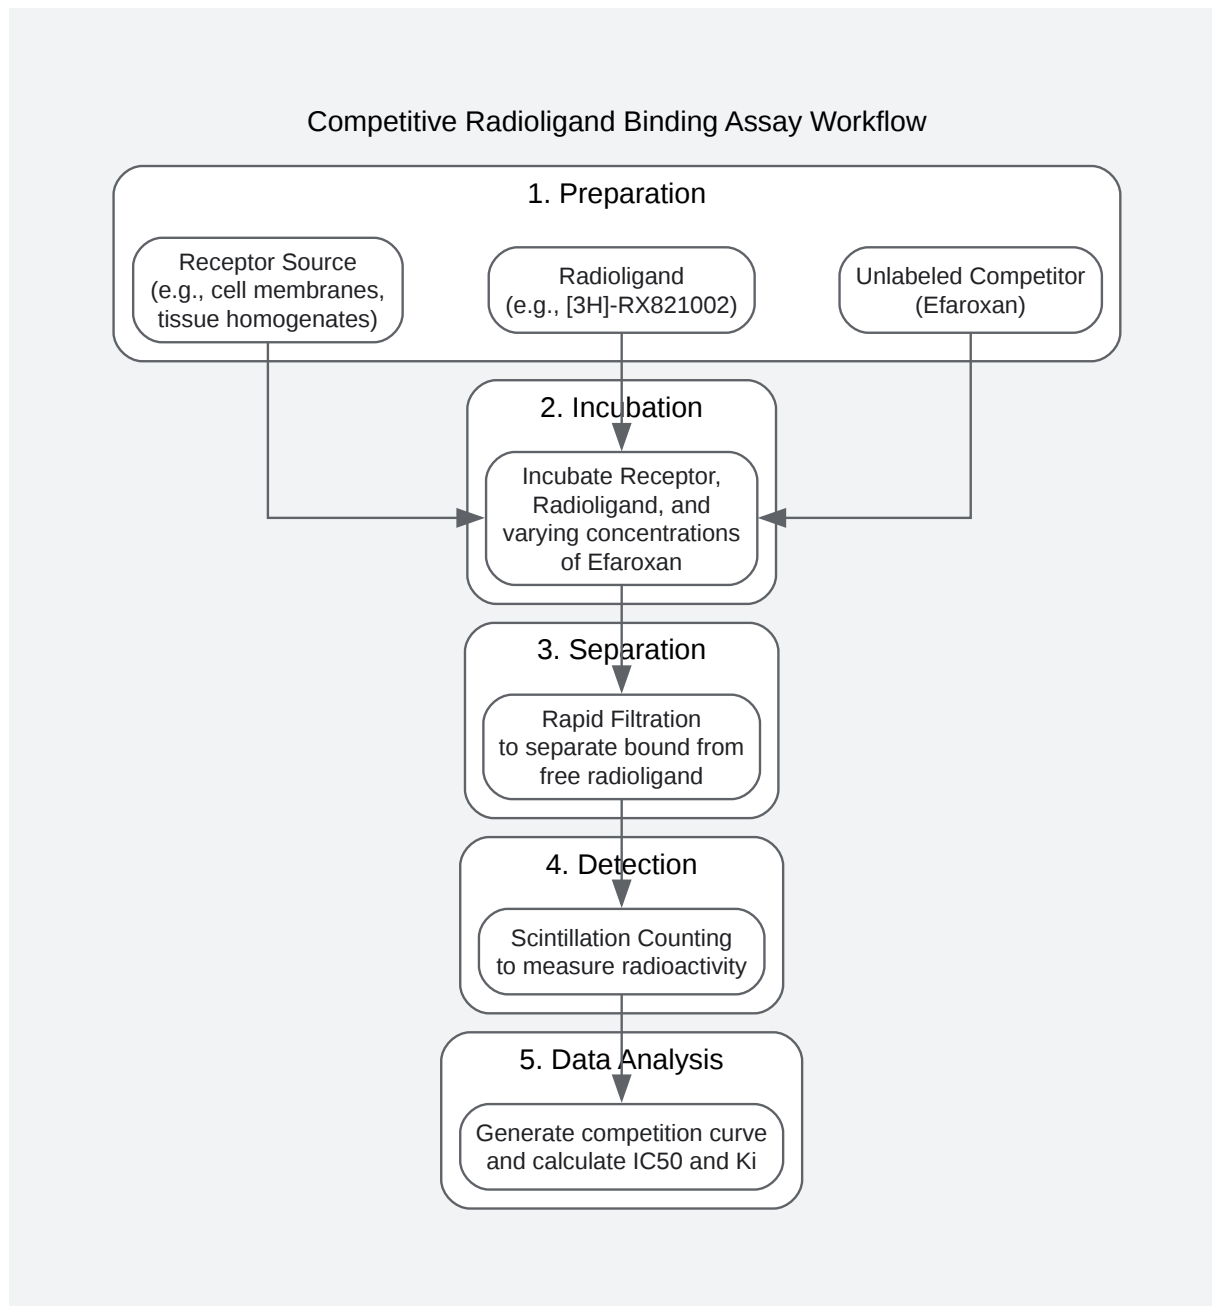 Competitive Radioligand Binding Assay Workflow
1. Preparation
Receptor Source
(e.g., cell membranes,
tissue homogenates)
Radioligand
(e.g., [3H]-RX821002)
Unlabeled Competitor
(Efaroxan)
2. Incubation
Incubate Receptor,
Radioligand, and
varying concentrations
of Efaroxan
3. Separation
Rapid Filtration
to separate bound from
free radioligand
4. Detection
Scintillation Counting
to measure radioactivity
5. Data Analysis
Generate competition curve
and calculate IC50 and Ki